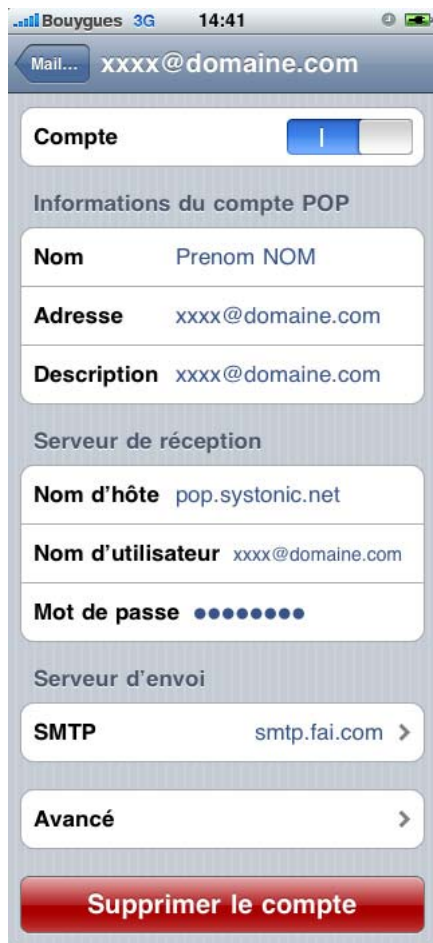 Bouygues 3G 14:41
Mail... xxxx@domaine.com
Compte
Informations du compte POP
Nom Prenom NOM
Adresse xxxx@domaine.com
Description xxxx@domaine.com
Serveur de réception
Nom d'hôte pop.systonic.net
Nom d'utilisateur xxxx@domaine.com
Mot de passe ●●●●●●●●
Serveur d'envoi
SMTP smtp.fai.com
Avancé
Supprimer le compte